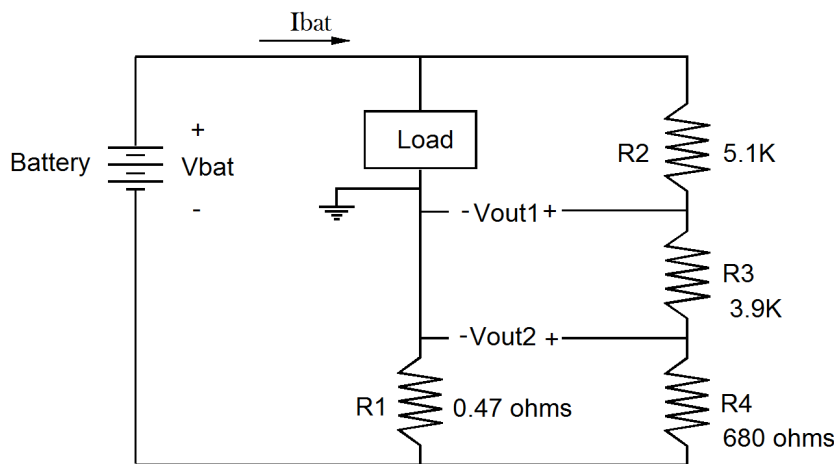 Ibat
+
Battery
Vbat
-
Load
R2
5.1K
-Vout1+
R3
3.9K
-Vout2 +
R1
0.47 ohms
R4
680 ohms